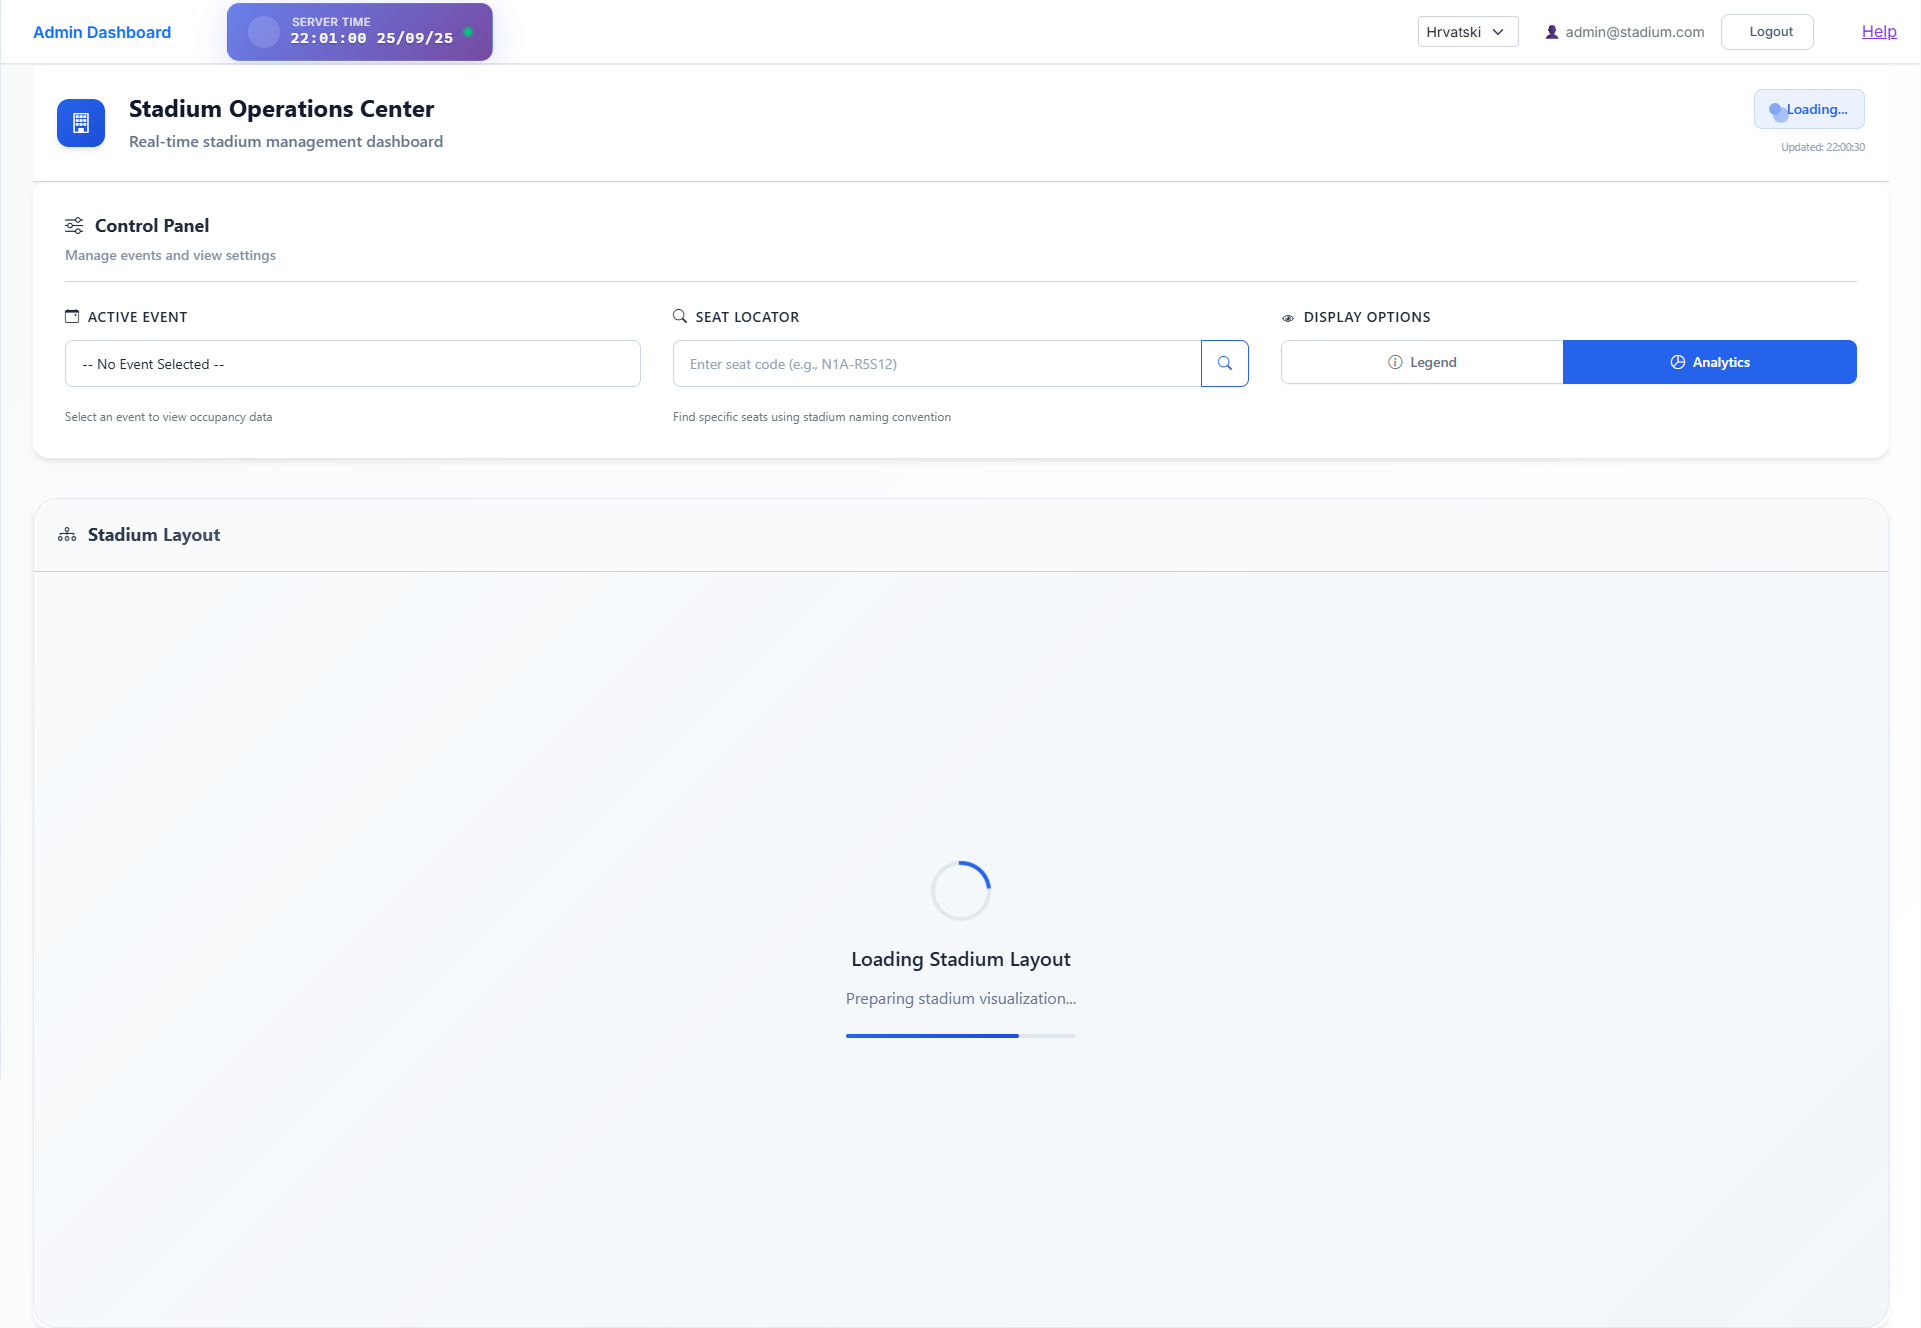 Admin Dashboard
SERVER TIME
22:01:00 25/09/25
Hrvatski
admin@stadium.com
Logout
Help
Stadium Operations Center
Real-time stadium management dashboard
Loading...
Updated: 22:00:30
Control Panel
Manage events and view settings
ACTIVE EVENT
-- No Event Selected --
Select an event to view occupancy data
SEAT LOCATOR
Enter seat code (e.g., N1A-R5S12)
Find specific seats using stadium naming convention
DISPLAY OPTIONS
Legend
Analytics
Stadium Layout
Loading Stadium Layout
Preparing stadium visualization...